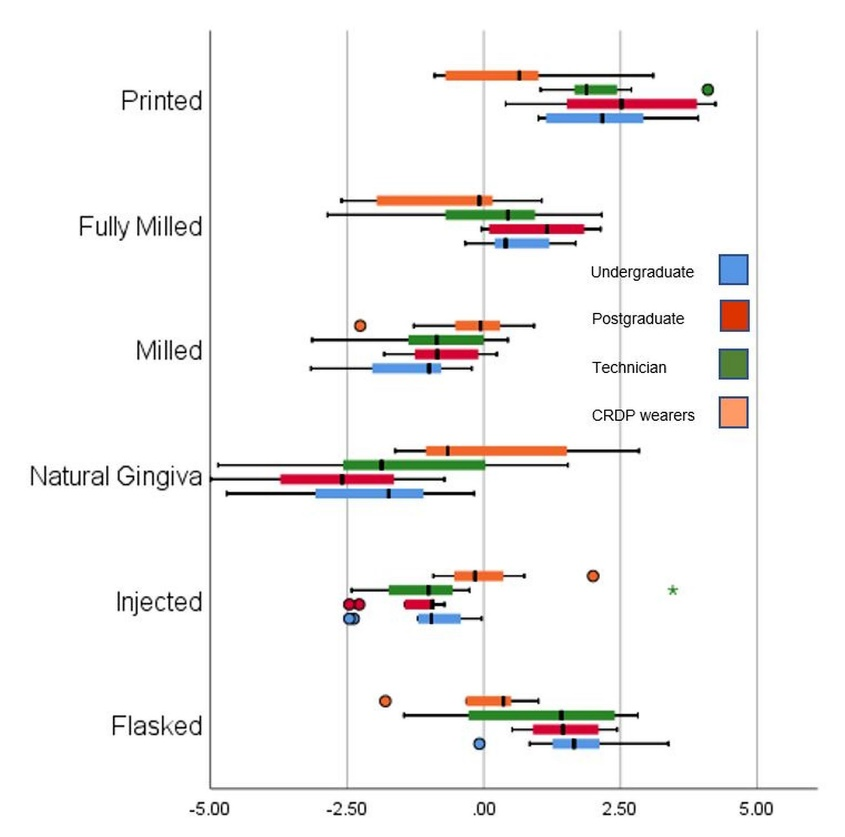 Printed
Fully Milled
Undergraduate
Postgraduate
Milled
Technician
CRDP wearers
Natural Gingiva
*
Injected
Flasked
-5.00 -2.50 .00 2.50 5.00